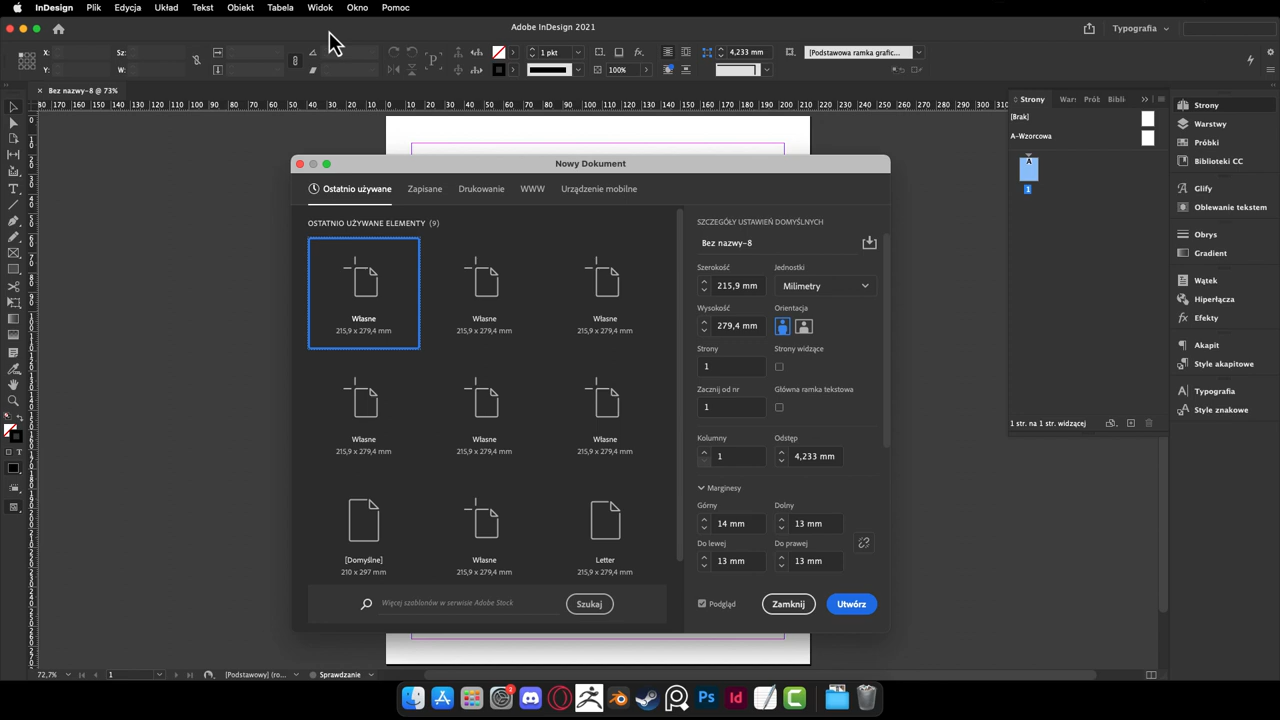 InDesign Plik Edycja Układ Tekst Obiekt Tabela Widok Okno Pomoc
Adobe InDesign 2021 Typografia
X: Sz: 1 pkt 4,233 mm [Podstawowa ramka grafic...
Y: W: 100%
Bez nazwy-8 @ 73%
Strony Wars Prób Bibli
[Brak]
A-Wzorcowa
A
1
1 str. na 1 str. widzącej
Strony
Warstwy
Próbki
Biblioteki CC
Glify
Oblewanie tekstem
Obrys
Gradient
Wątek
Hiperłącza
Efekty
Akapit
Style akapitowe
Typografia
Style znakowe
Nowy Dokument
Ostatnio używane Zapisane Drukowanie WWW Urządzenie mobilne
OSTATNIO UŻYWANE ELEMENTY (9)
Własne Własne Własne
215,9 x 279,4 mm 215,9 x 279,4 mm 215,9 x 279,4 mm
Własne Własne Własne
215,9 x 279,4 mm 215,9 x 279,4 mm 215,9 x 279,4 mm
[Domyślne] Własne Letter
210 x 297 mm 215,9 x 279,4 mm 215,9 x 279,4 mm
Więcej szablonów w serwisie Adobe Stock Szukaj
SZCZEGÓŁY USTAWIEŃ DOMYŚLNYCH
Bez nazwy-8
Szerokość Jednostki
215,9 mm Milimetry
Wysokość Orientacja
279,4 mm
Strony Strony widzące
1
Zacznij od nr Główna ramka tekstowa
1
Kolumny Odstęp
1 4,233 mm
Marginesy
Górny Dolny
14 mm 13 mm
Do lewej Do prawej
13 mm 13 mm
Podgląd Zamknij Utwórz
72,7% 1 [Podstawowy] (ro... Sprawdzanie
2 Ps Id